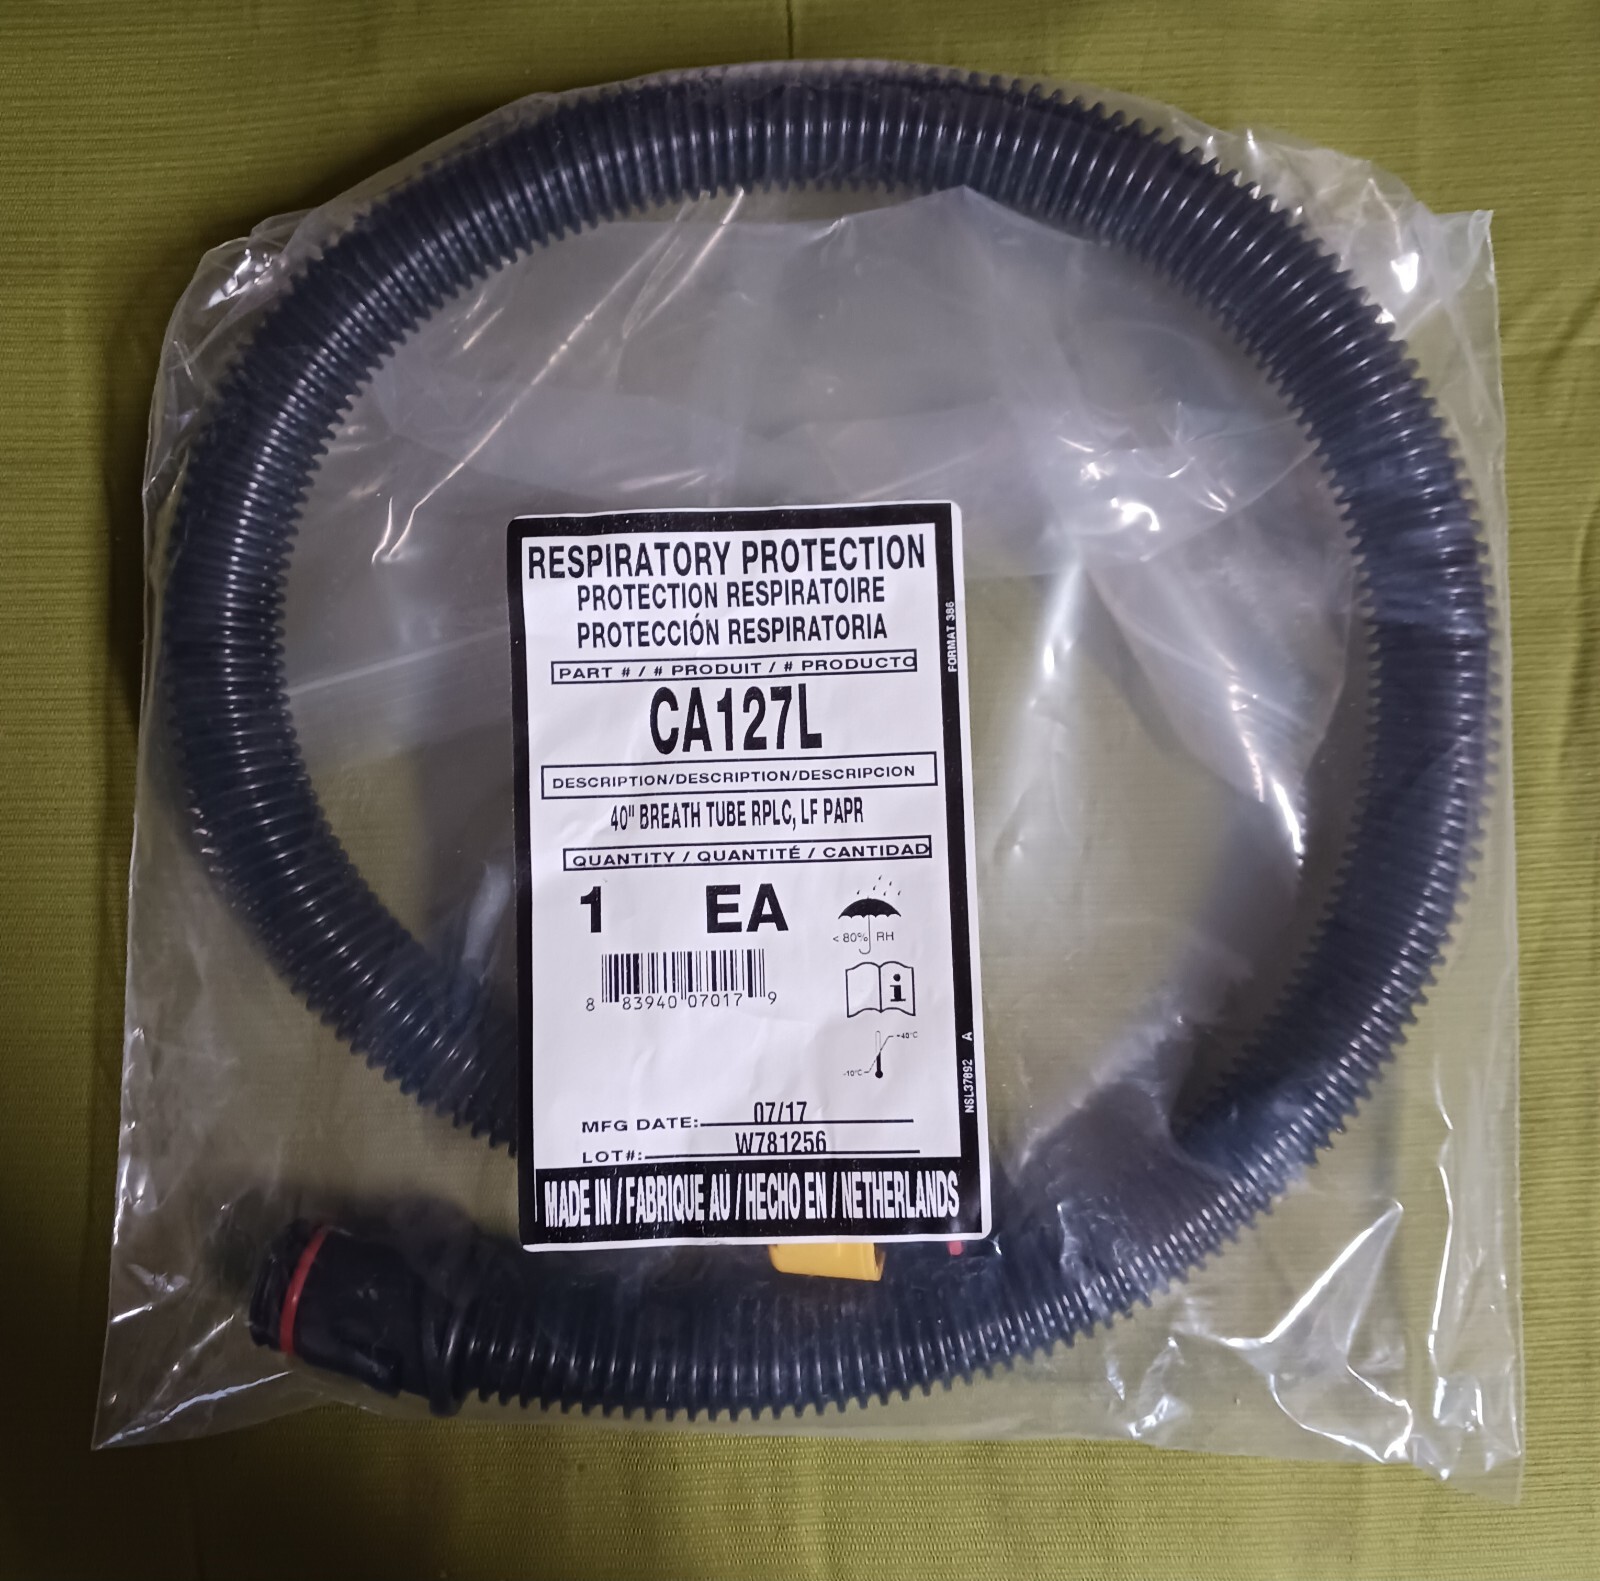 RESPIRATORY PROTECTION
PROTECTION RESPIRATOIRE
PROTECCIÓN RESPIRATORIA
PART # / # PRODUIT / # PRODUCTO
CA127L
DESCRIPTION/DESCRIPTION/DESCRIPCION
40" BREATH TUBE RPLC, LF PAPR
QUANTITY / QUANTITÉ / CANTIDAD
1 EA
< 80% RH
8 83940 07017 9
i
+40°C
-10°C
MFG DATE: 07/17
LOT#: W781256
MADE IN / FABRIQUE AU / HECHO EN / NETHERLANDS
FORMAT 386
NSL37892 A